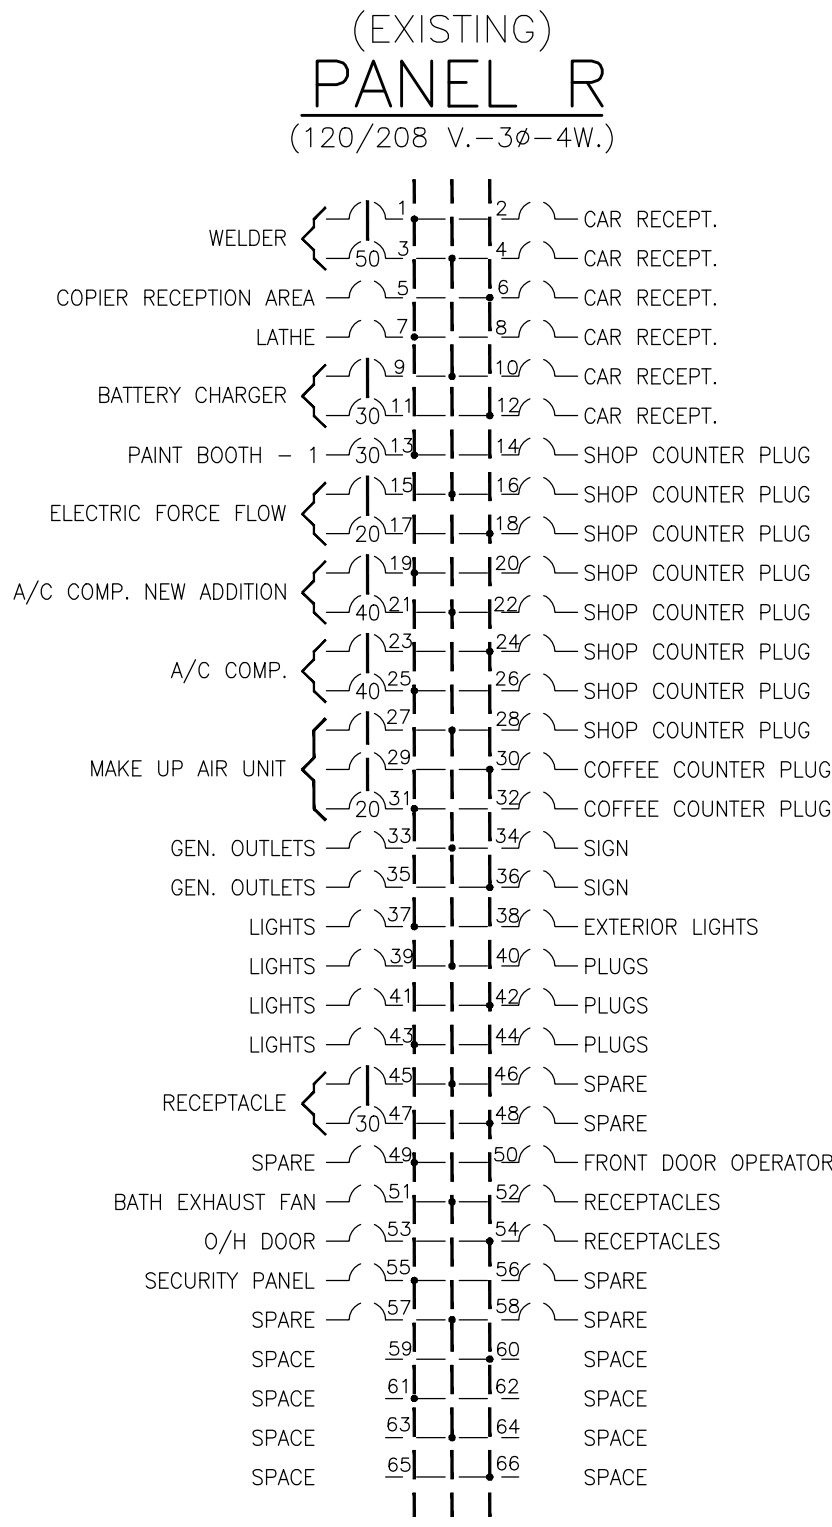 (EXISTING)
PANEL R
(120/208 V.-3ø-4W.)
1 2 CAR RECEPT.
WELDER
50 3 4 CAR RECEPT.
COPIER RECEPTION AREA 5 6 CAR RECEPT.
LATHE 7 8 CAR RECEPT.
9 10 CAR RECEPT.
BATTERY CHARGER
30 11 12 CAR RECEPT.
PAINT BOOTH - 1 30 13 14 SHOP COUNTER PLUG
15 16 SHOP COUNTER PLUG
ELECTRIC FORCE FLOW
20 17 18 SHOP COUNTER PLUG
19 20 SHOP COUNTER PLUG
A/C COMP. NEW ADDITION
40 21 22 SHOP COUNTER PLUG
23 24 SHOP COUNTER PLUG
A/C COMP.
40 25 26 SHOP COUNTER PLUG
27 28 SHOP COUNTER PLUG
MAKE UP AIR UNIT 29 30 COFFEE COUNTER PLUG
20 31 32 COFFEE COUNTER PLUG
GEN. OUTLETS 33 34 SIGN
GEN. OUTLETS 35 36 SIGN
LIGHTS 37 38 EXTERIOR LIGHTS
LIGHTS 39 40 PLUGS
LIGHTS 41 42 PLUGS
LIGHTS 43 44 PLUGS
45 46 SPARE
RECEPTACLE
30 47 48 SPARE
SPARE 49 50 FRONT DOOR OPERATOR
BATH EXHAUST FAN 51 52 RECEPTACLES
O/H DOOR 53 54 RECEPTACLES
SECURITY PANEL 55 56 SPARE
SPARE 57 58 SPARE
SPACE 59 60 SPACE
SPACE 61 62 SPACE
SPACE 63 64 SPACE
SPACE 65 66 SPACE